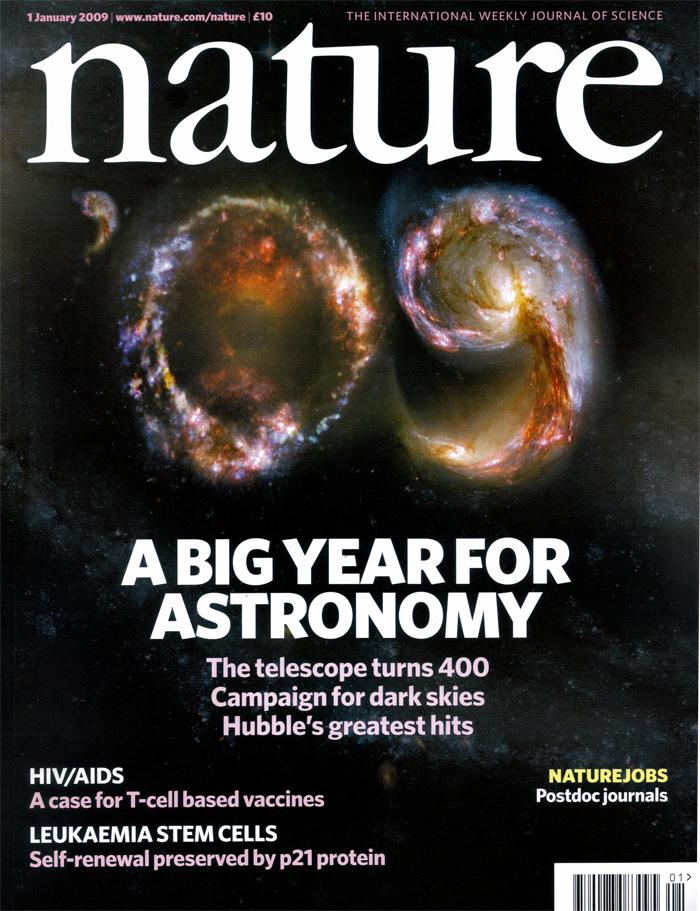 1 January 2009 | www.nature.com/nature | £10
THE INTERNATIONAL WEEKLY JOURNAL OF SCIENCE
nature
09
A BIG YEAR FOR
ASTRONOMY
The telescope turns 400
Campaign for dark skies
Hubble's greatest hits
HIV/AIDS
A case for T-cell based vaccines
LEUKAEMIA STEM CELLS
Self-renewal preserved by p21 protein
NATUREJOBS
Postdoc journals
01>